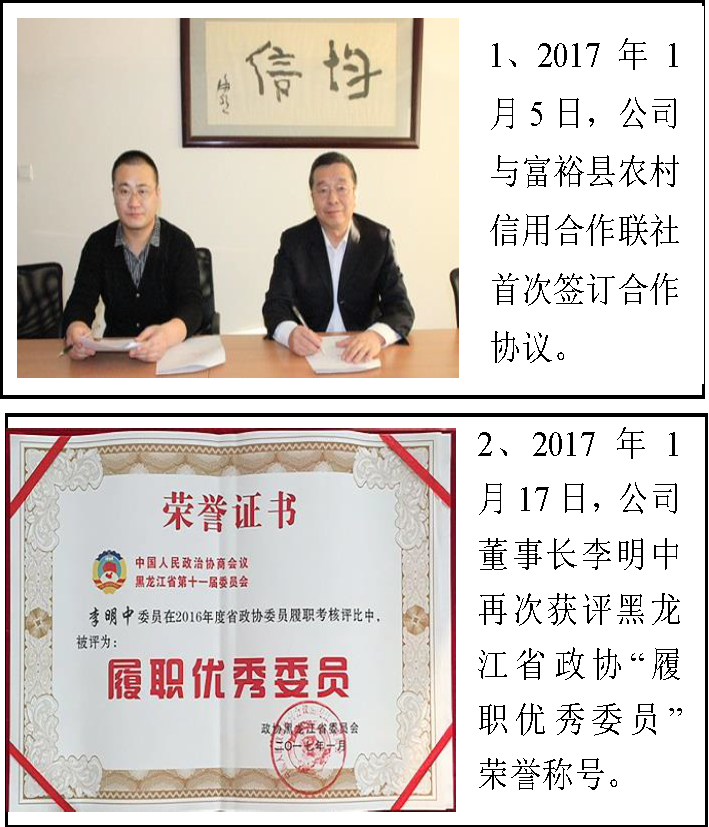 信均
1、2017 年 1
月 5 日，公司
与富裕县农村
信用合作联社
首次签订合作
协议。
荣誉证书
中国人民政治协商会议
黑龙江省第十一届委员会
李明中委员在2016年度省政协委员履职考核评比中，
被评为：
履职优秀委员
政协黑龙江省委员会
二〇一七年一月
2、2017 年 1
月 17 日，公司
董事长李明中
再次获评黑龙
江省政协“履
职优秀委员”
荣誉称号。